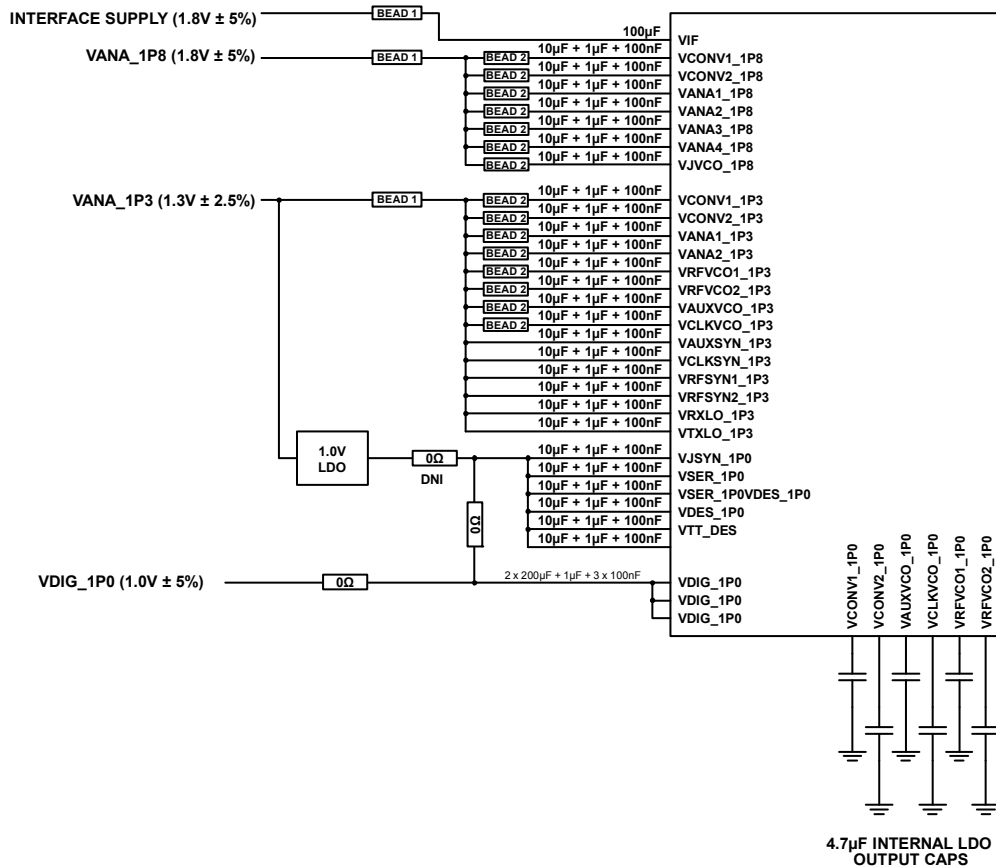 INTERFACE SUPPLY (1.8V ± 5%)
BEAD 1
100µF
VIF
VANA_1P8 (1.8V ± 5%)
BEAD 1
BEAD 2
10µF + 1µF + 100nF
VCONV1_1P8
BEAD 2
10µF + 1µF + 100nF
VCONV2_1P8
BEAD 2
10µF + 1µF + 100nF
VANA1_1P8
BEAD 2
10µF + 1µF + 100nF
VANA2_1P8
BEAD 2
10µF + 1µF + 100nF
VANA3_1P8
BEAD 2
10µF + 1µF + 100nF
VANA4_1P8
BEAD 2
10µF + 1µF + 100nF
VJVCO_1P8
VANA_1P3 (1.3V ± 2.5%)
BEAD 1
BEAD 2
10µF + 1µF + 100nF
VCONV1_1P3
BEAD 2
10µF + 1µF + 100nF
VCONV2_1P3
BEAD 2
10µF + 1µF + 100nF
VANA1_1P3
BEAD 2
10µF + 1µF + 100nF
VANA2_1P3
BEAD 2
10µF + 1µF + 100nF
VRFVCO1_1P3
BEAD 2
10µF + 1µF + 100nF
VRFVCO2_1P3
BEAD 2
10µF + 1µF + 100nF
VAUXVCO_1P3
BEAD 2
10µF + 1µF + 100nF
VCLKVCO_1P3
10µF + 1µF + 100nF
VAUXSYN_1P3
10µF + 1µF + 100nF
VCLKSYN_1P3
10µF + 1µF + 100nF
VRFSYN1_1P3
10µF + 1µF + 100nF
VRFSYN2_1P3
10µF + 1µF + 100nF
VRXLO_1P3
10µF + 1µF + 100nF
VTXLO_1P3
1.0V
LDO
0Ω
DNI
10µF + 1µF + 100nF
VJSYN_1P0
10µF + 1µF + 100nF
VSER_1P0
10µF + 1µF + 100nF
VSER_1P0VDES_1P0
10µF + 1µF + 100nF
VDES_1P0
10µF + 1µF + 100nF
VTT_DES
10µF + 1µF + 100nF
0Ω
VDIG_1P0 (1.0V ± 5%)
0Ω
2 x 200µF + 1µF + 3 x 100nF
VDIG_1P0
VDIG_1P0
VDIG_1P0
VCONV1_1P0
VCONV2_1P0
VAUXVCO_1P0
VCLKVCO_1P0
VRFVCO1_1P0
VRFVCO2_1P0
4.7µF INTERNAL LDO
OUTPUT CAPS